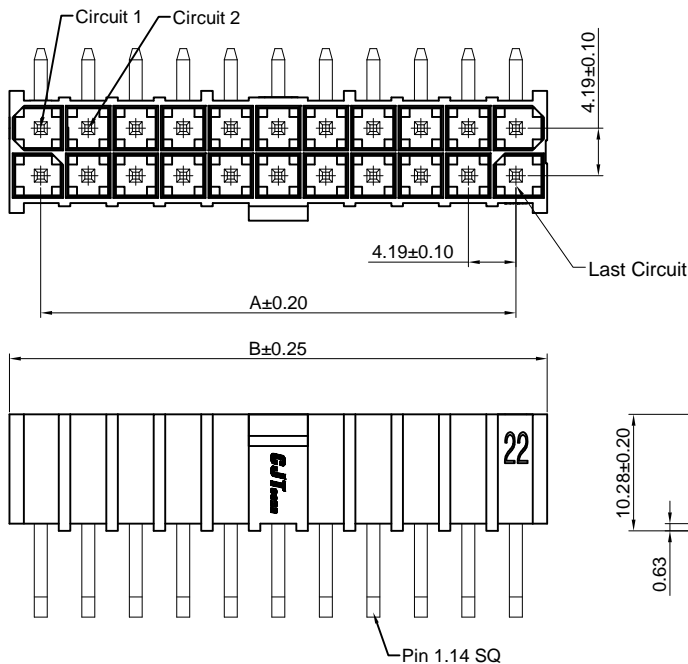 Circuit 1
Circuit 2
4.19±0.10
4.19±0.10
Last Circuit
A±0.20
B±0.25
CJT
22
10.28±0.20
0.63
Pin 1.14 SQ